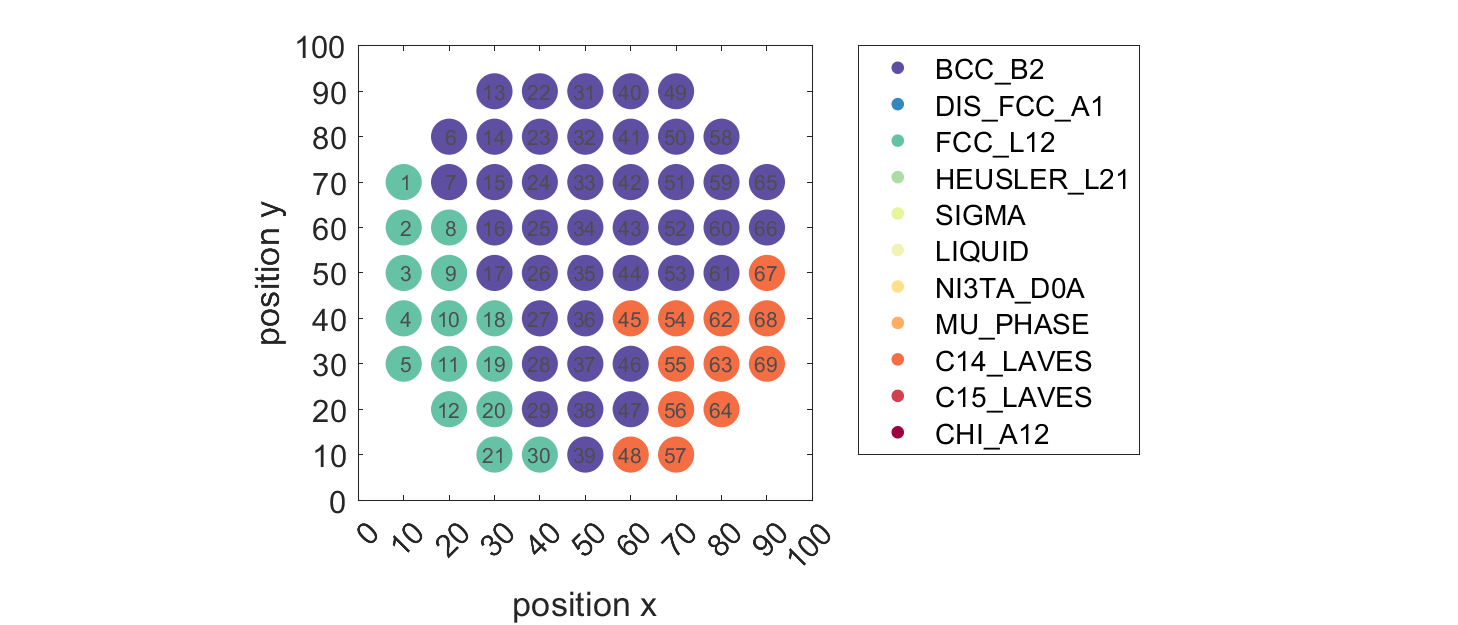 100
90
80
70
60
50
40
30
20
10
0
position y
13 22 31 40 49
6 14 23 32 41 50 58
1 7 15 24 33 42 51 59 65
2 8 16 25 34 43 52 60 66
3 9 17 26 35 44 53 61 67
4 10 18 27 36 45 54 62 68
5 11 19 28 37 46 55 63 69
12 20 29 38 47 56 64
21 30 39 48 57
0 10 20 30 40 50 60 70 80 90 100
position x
BCC_B2
DIS_FCC_A1
FCC_L12
HEUSLER_L21
SIGMA
LIQUID
NI3TA_D0A
MU_PHASE
C14_LAVES
C15_LAVES
CHI_A12